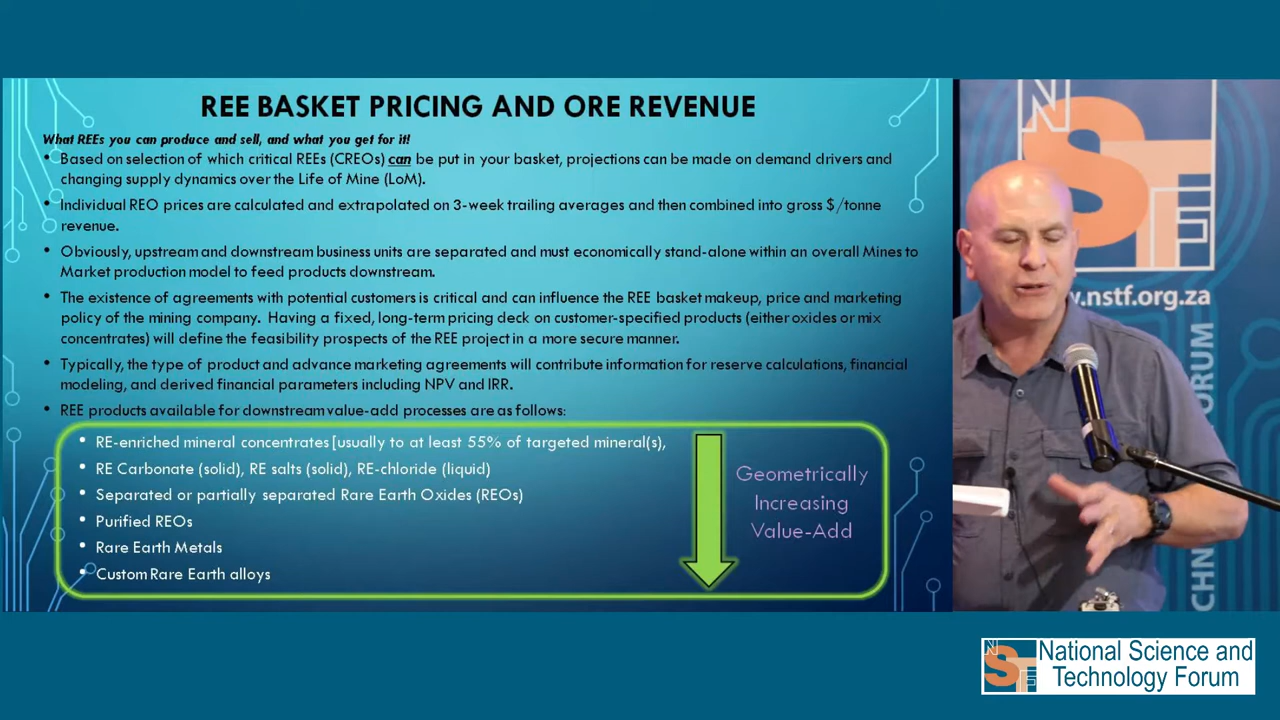 REE BASKET PRICING AND ORE REVENUE
What REEs you can produce and sell, and what you get for it!
• Based on selection of which critical REEs (CREOs) can be put in your basket, projections can be made on demand drivers and
changing supply dynamics over the Life of Mine (LoM).
• Individual REO prices are calculated and extrapolated on 3-week trailing averages and then combined into gross $/tonne
revenue.
• Obviously, upstream and downstream business units are separated and must economically stand-alone within an overall Mines to
Market production model to feed products downstream.
• The existence of agreements with potential customers is critical and can influence the REE basket makeup, price and marketing
policy of the mining company. Having a fixed, long-term pricing deck on customer-specified products (either oxides or mix
concentrates) will define the feasibility prospects of the REE project in a more secure manner.
• Typically, the type of product and advance marketing agreements will contribute information for reserve calculations, financial
modeling, and derived financial parameters including NPV and IRR.
• REE products available for downstream value-add processes are as follows:
• RE-enriched mineral concentrates [usually to at least 55% of targeted mineral(s),
• RE Carbonate (solid), RE salts (solid), RE-chloride (liquid)
• Separated or partially separated Rare Earth Oxides (REOs)
• Purified REOs
• Rare Earth Metals
• Custom Rare Earth alloys
Geometrically
Increasing
Value-Add
NSTF
.nstf.org.za
CHN
ORUM
NSTF
National Science and
Technology Forum